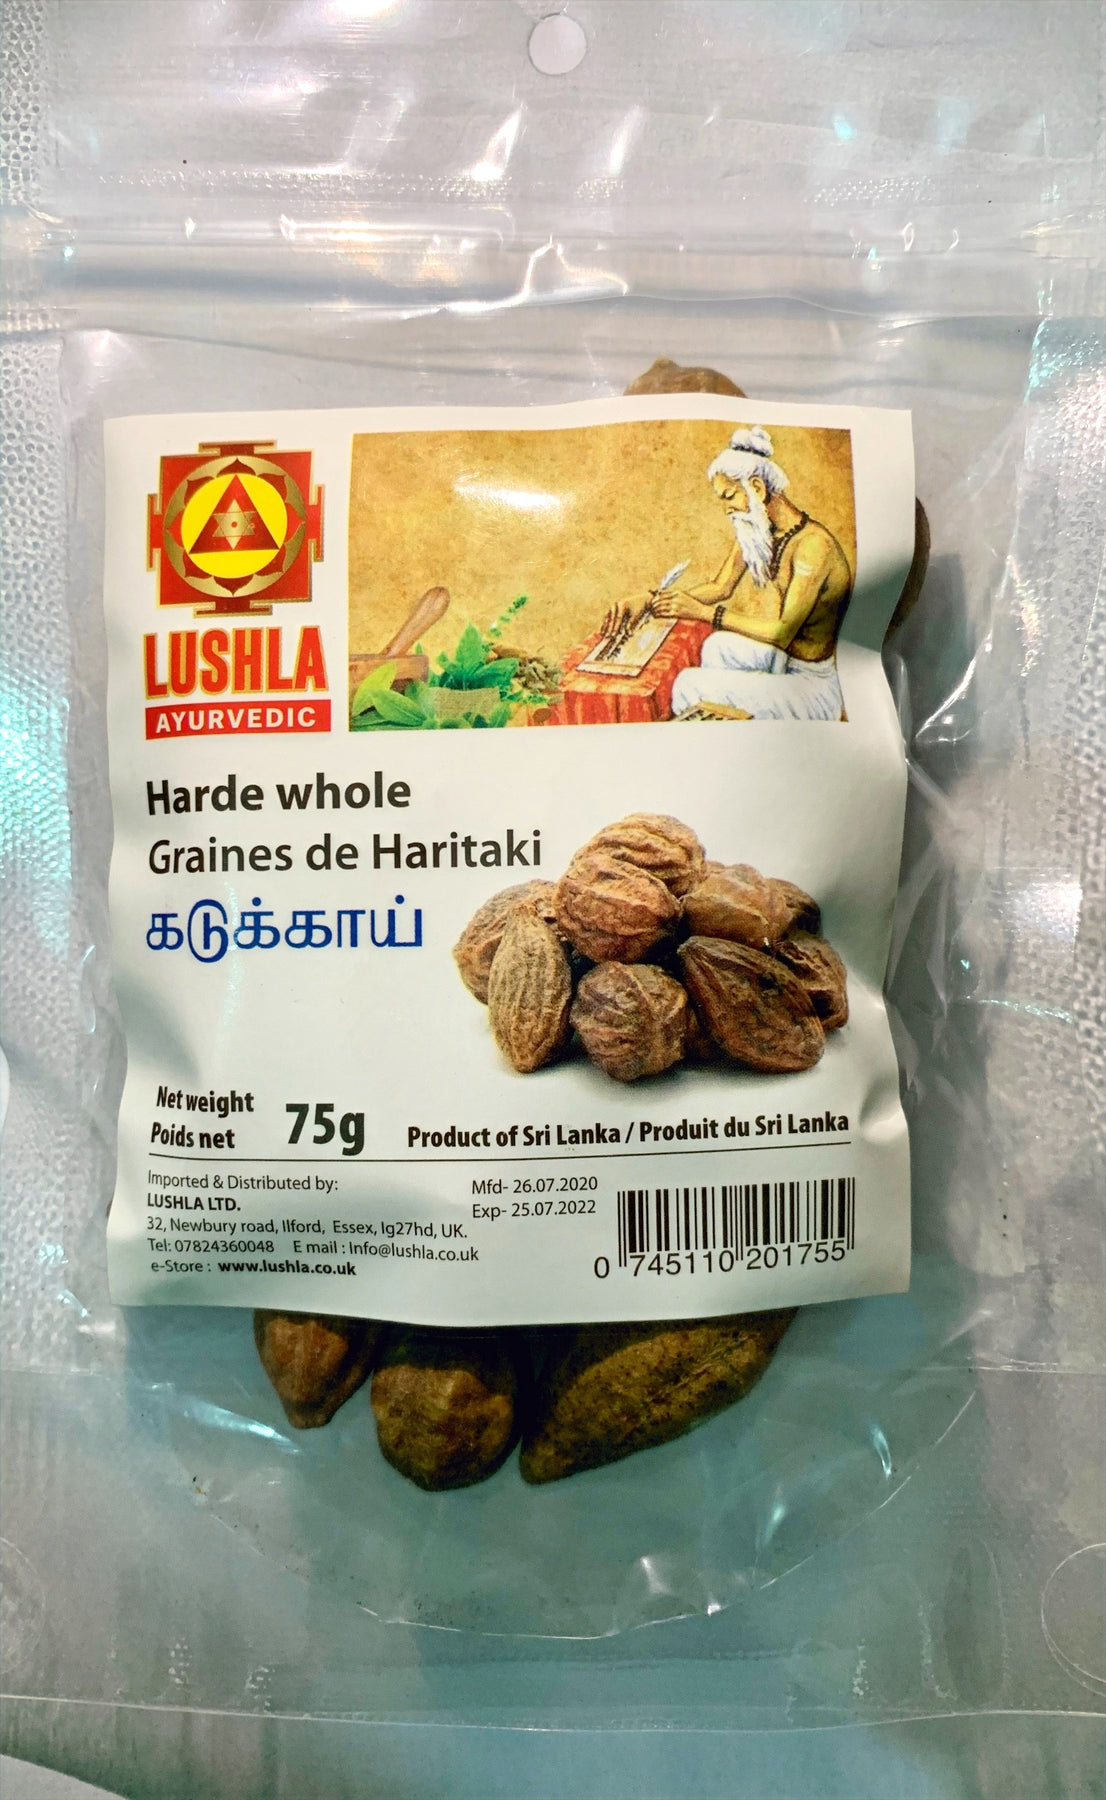 LUSHLA
AYURVEDIC
Harde whole
Graines de Haritaki
கடுக்காய்
Net weight
Poids net
75g
Product of Sri Lanka / Produit du Sri Lanka
Imported & Distributed by:
LUSHLA LTD.
32, Newbury road, Ilford, Essex, Ig27hd, UK.
Tel: 07824360048 E mail : Info@lushla.co.uk
e-Store : www.lushla.co.uk
Mfd- 26.07.2020
Exp- 25.07.2022
0 745110 201755